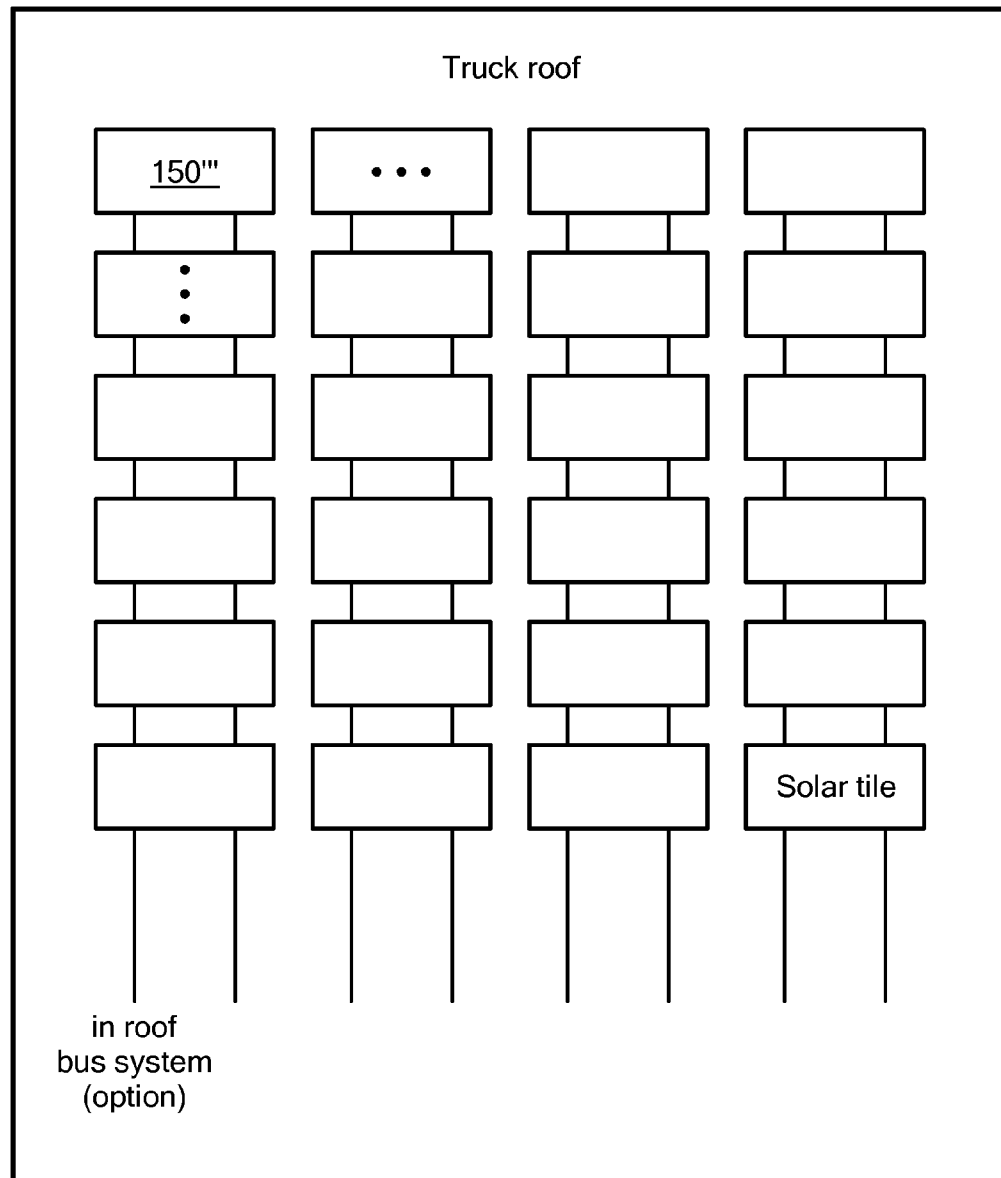 Truck roof
150'''
• • •
Solar tile
in roof
bus system
(option)